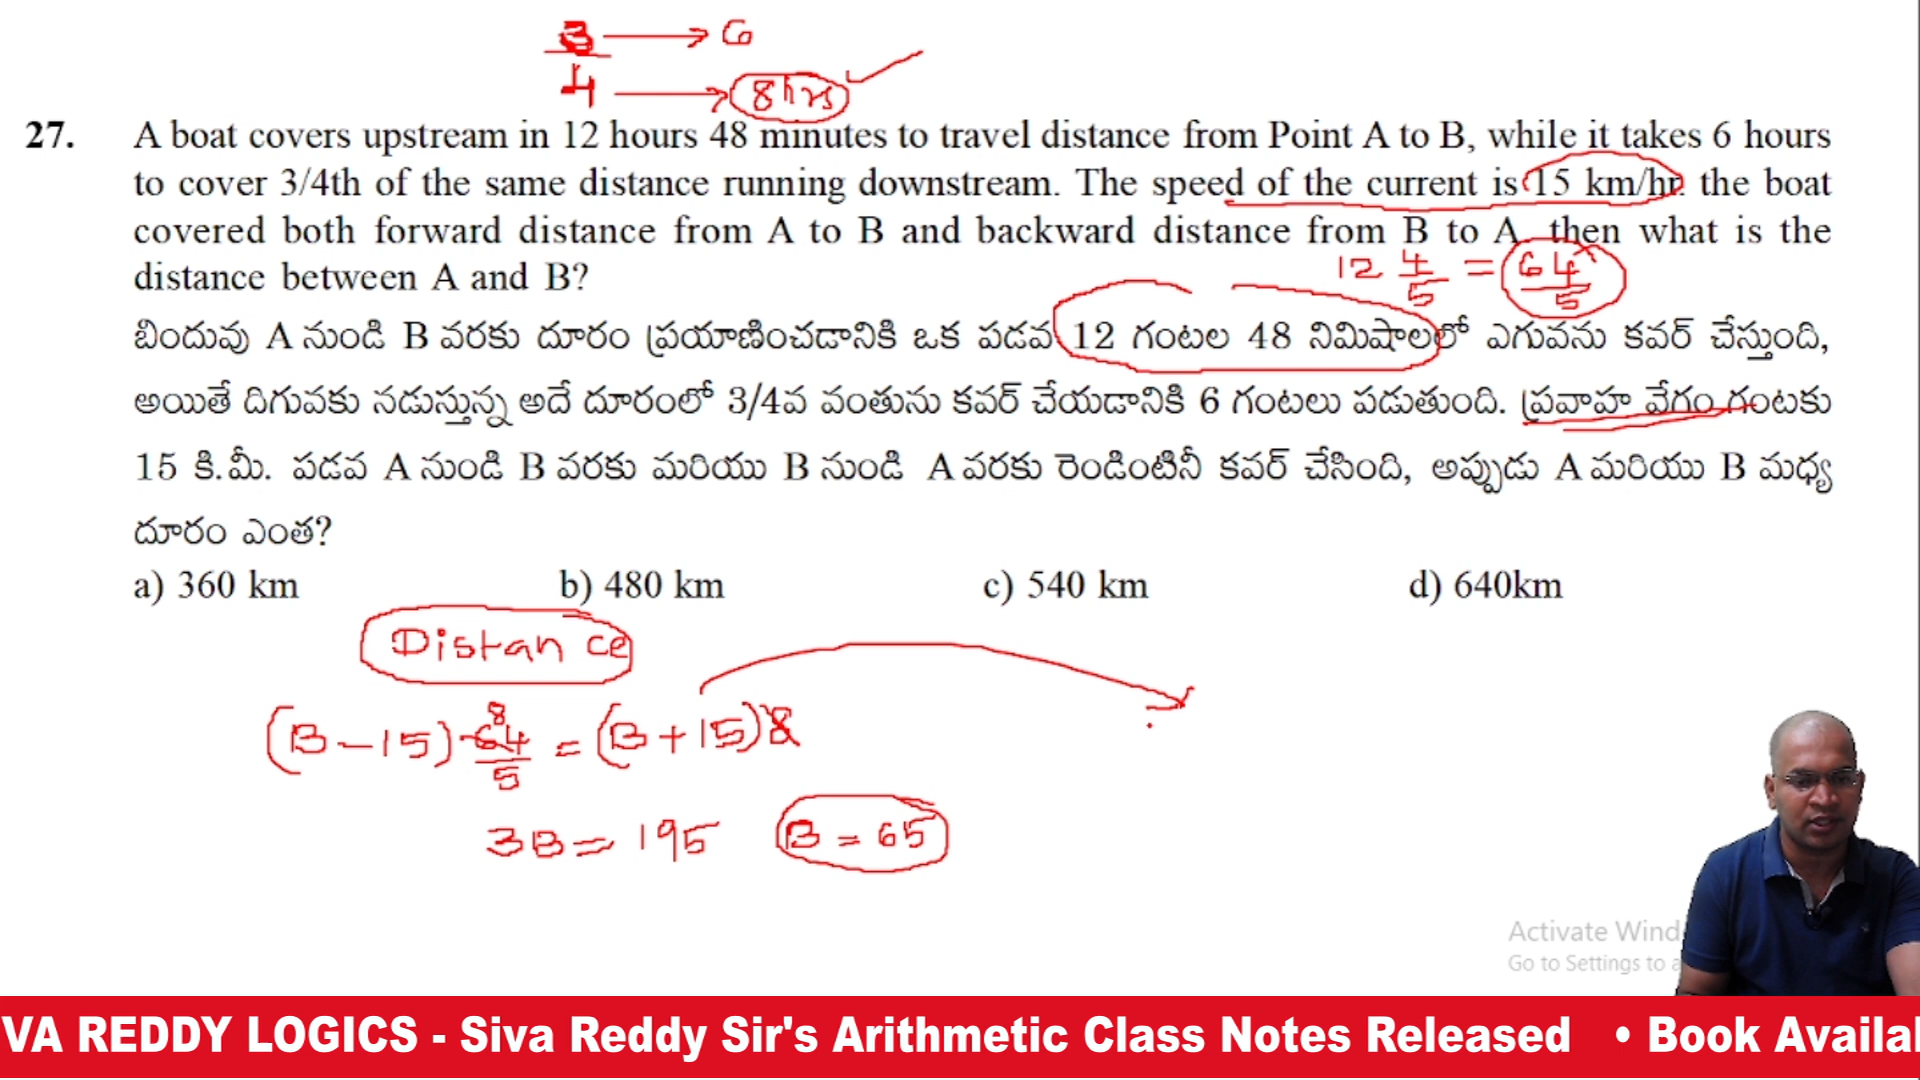 3 → 6
4 → 8hrs
27. A boat covers upstream in 12 hours 48 minutes to travel distance from Point A to B, while it takes 6 hours
to cover 3/4th of the same distance running downstream. The speed of the current is 15 km/hr. the boat
covered both forward distance from A to B and backward distance from B to A, then what is the
distance between A and B?
12 4/5 = 64/5
బిందువు A నుండి B వరకు దూరం ప్రయాణించడానికి ఒక పడవ 12 గంటల 48 నిమిషాలలో ఎగువను కవర్ చేస్తుంది,
అయితే దిగువకు నడుస్తున్న అదే దూరంలో 3/4వ వంతును కవర్ చేయడానికి 6 గంటలు పడుతుంది. ప్రవాహ వేగం గంటకు
15 కి.మీ. పడవ A నుండి B వరకు మరియు B నుండి A వరకు రెండింటినీ కవర్ చేసింది, అప్పుడు A మరియు B మధ్య
దూరం ఎంత?
a) 360 km b) 480 km c) 540 km d) 640km
Distance
(B-15) 64/5 = (B+15)8
8
3B = 195 B = 65
Activate Wind
Go to Settings to a
VA REDDY LOGICS - Siva Reddy Sir's Arithmetic Class Notes Released • Book Availa